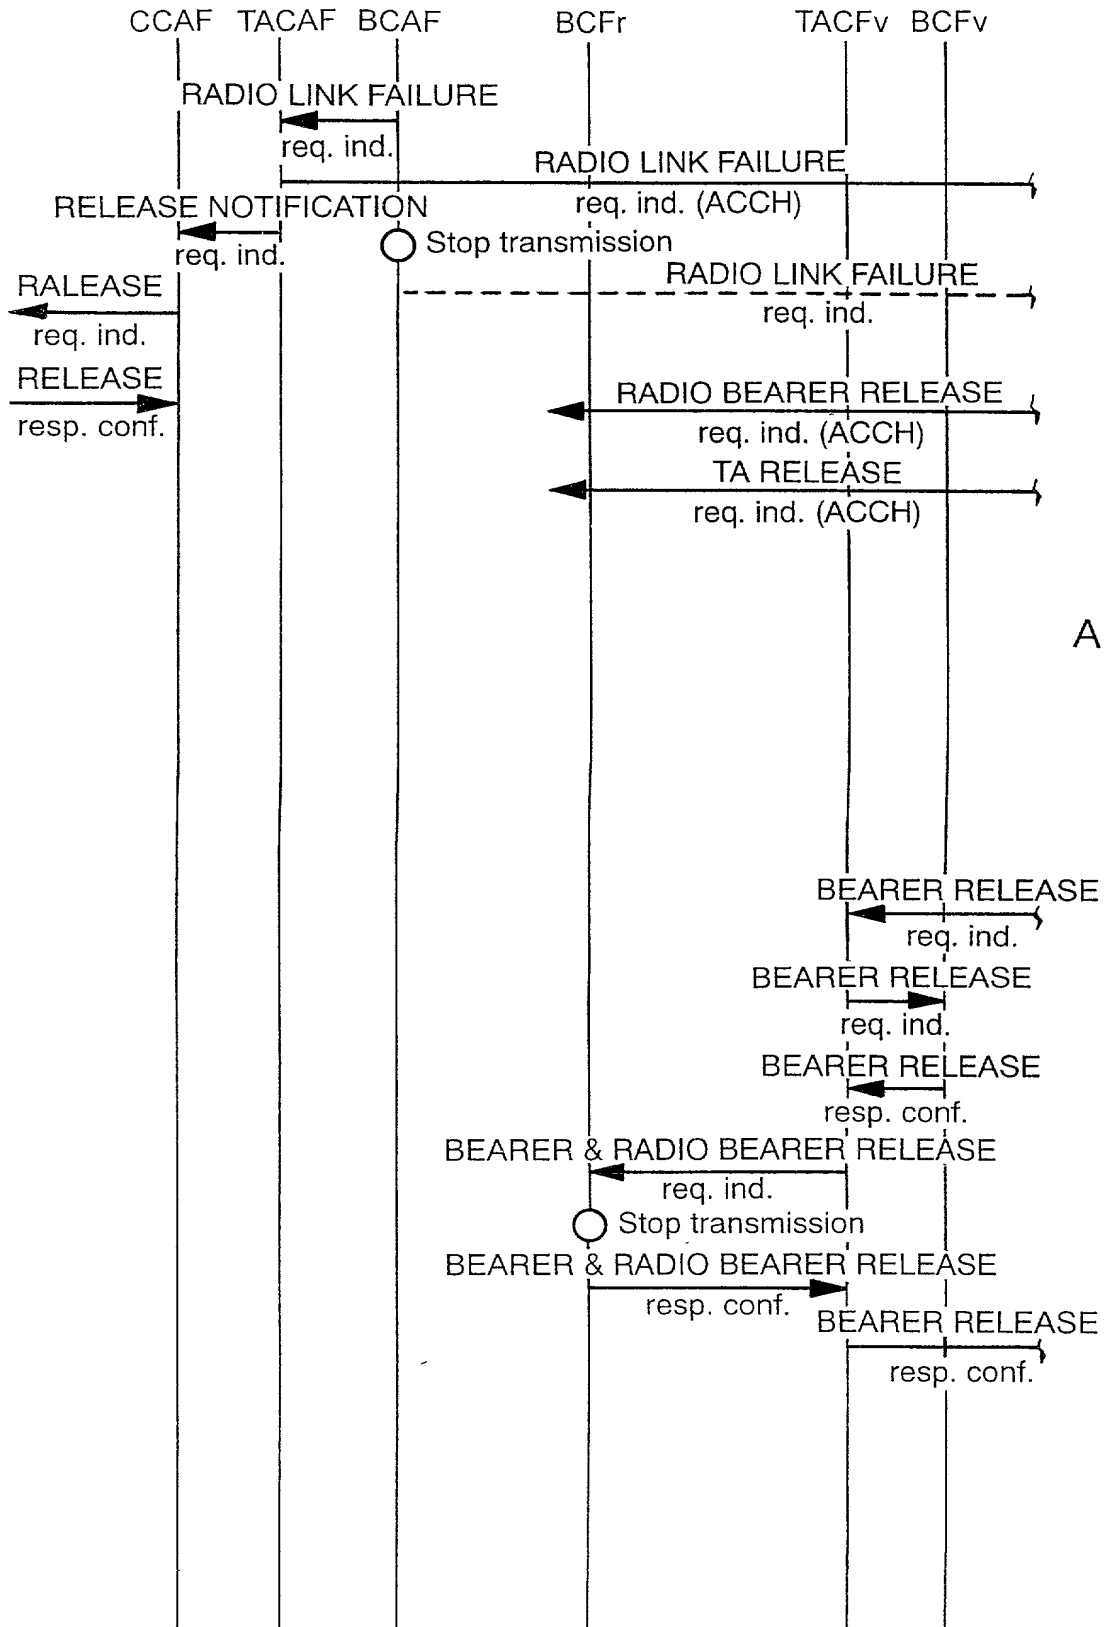 CCAF TACAF BCAF BCFr TACFv BCFv
RADIO LINK FAILURE
req. ind.
RADIO LINK FAILURE
req. ind. (ACCH)
RELEASE NOTIFICATION
req. ind.
Stop transmission
RADIO LINK FAILURE
req. ind.
RALEASE
req. ind.
RELEASE
resp. conf.
RADIO BEARER RELEASE
req. ind. (ACCH)
TA RELEASE
req. ind. (ACCH)
A
BEARER RELEASE
req. ind.
BEARER RELEASE
req. ind.
BEARER RELEASE
resp. conf.
BEARER & RADIO BEARER RELEASE
req. ind.
Stop transmission
BEARER & RADIO BEARER RELEASE
resp. conf.
BEARER RELEASE
resp. conf.